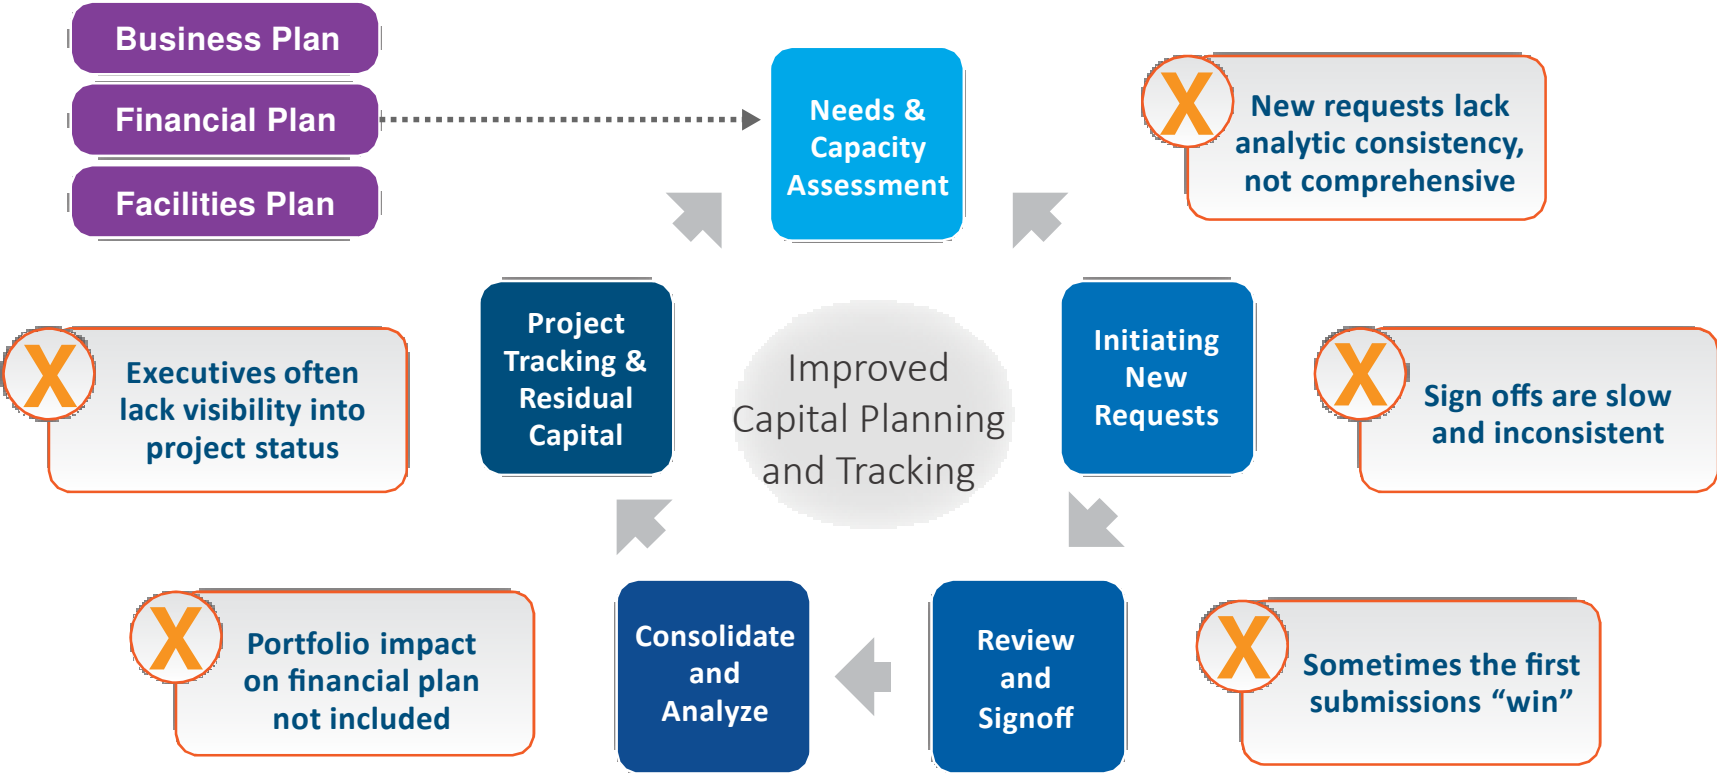 Business Plan
Financial Plan
Facilities Plan
Needs &
Capacity
Assessment
X
New requests lack
analytic consistency,
not comprehensive
Project
Tracking &
Residual
Capital
Improved
Capital Planning
and Tracking
Initiating
New
Requests
X
Executives often
lack visibility into
project status
X
Sign offs are slow
and inconsistent
X
Portfolio impact
on financial plan
not included
Consolidate
and
Analyze
Review
and
Signoff
X
Sometimes the first
submissions “win”